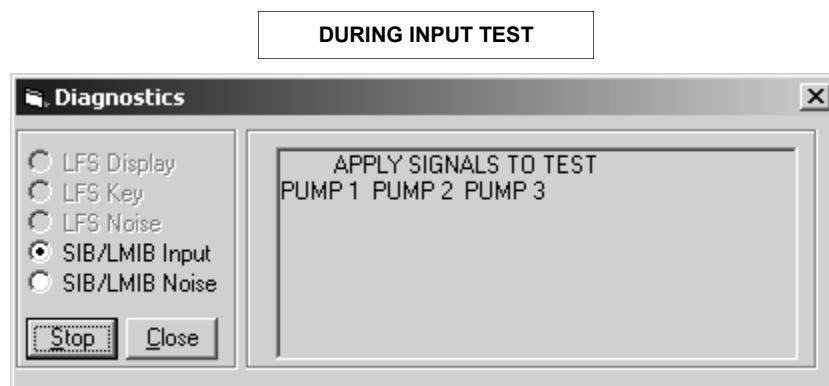 DURING INPUT TEST
Diagnostics
LFS Display
LFS Key
LFS Noise
SIB/LMIB Input
SIB/LMIB Noise
Stop Close
APPLY SIGNALS TO TEST
PUMP 1 PUMP 2 PUMP 3